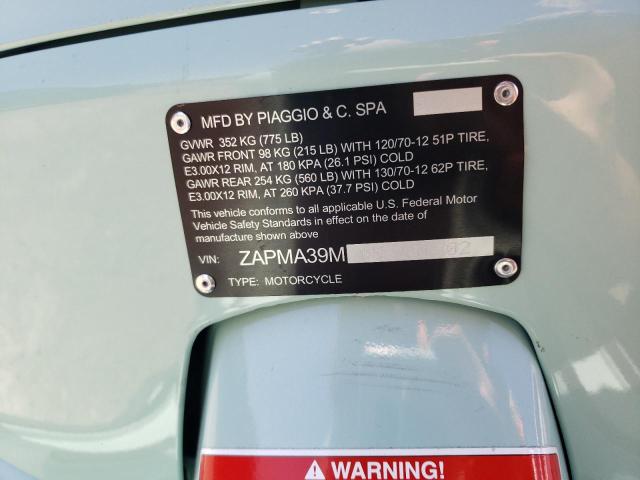 MFD BY PIAGGIO & C. SPA
GVWR 352 KG (775 LB)
GAWR FRONT 98 KG (215 LB) WITH 120/70-12 51P TIRE,
E3.00X12 RIM, AT 180 KPA (26.1 PSI) COLD
GAWR REAR 254 KG (560 LB) WITH 130/70-12 62P TIRE,
E3.00X12 RIM, AT 260 KPA (37.7 PSI) COLD
This vehicle conforms to all applicable U.S. Federal Motor
Vehicle Safety Standards in effect on the date of
manufacture shown above
VIN: ZAPMA39M
TYPE: MOTORCYCLE
WARNING!